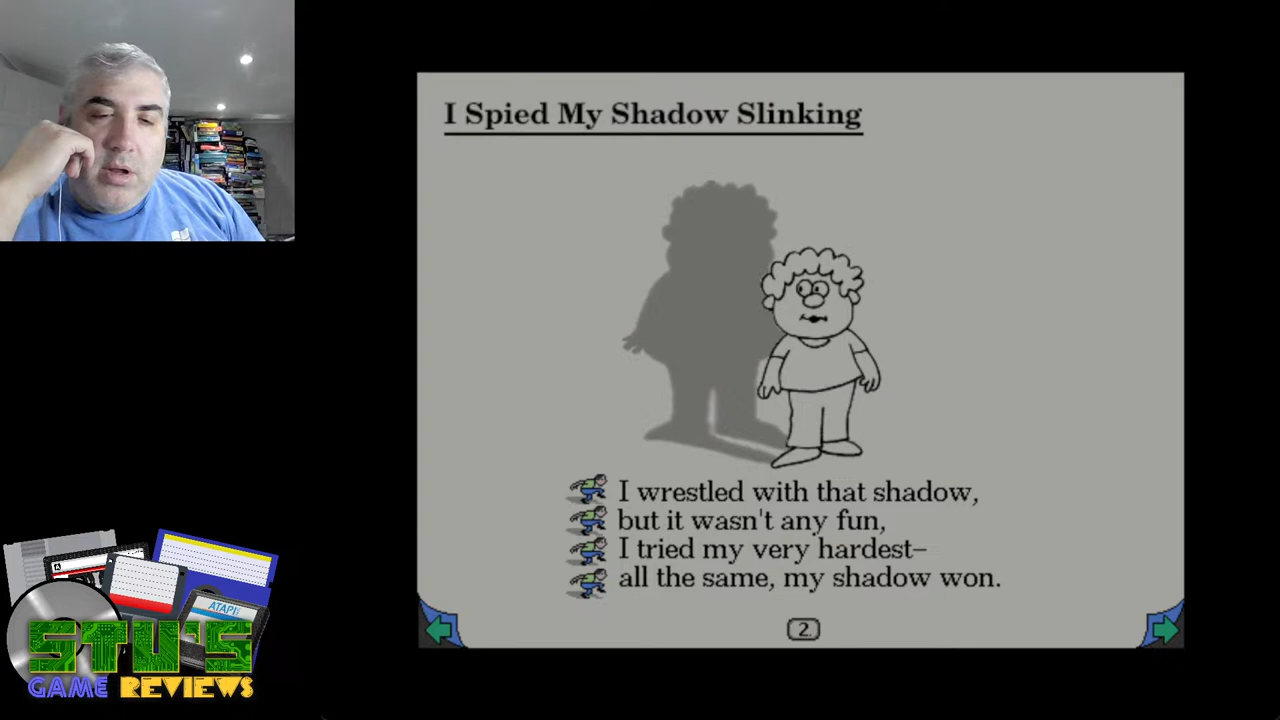 I Spied My Shadow Slinking
I wrestled with that shadow,
but it wasn't any fun,
I tried my very hardest–
all the same, my shadow won.
2
A
ATAPI
STU'S
GAME REVIEWS